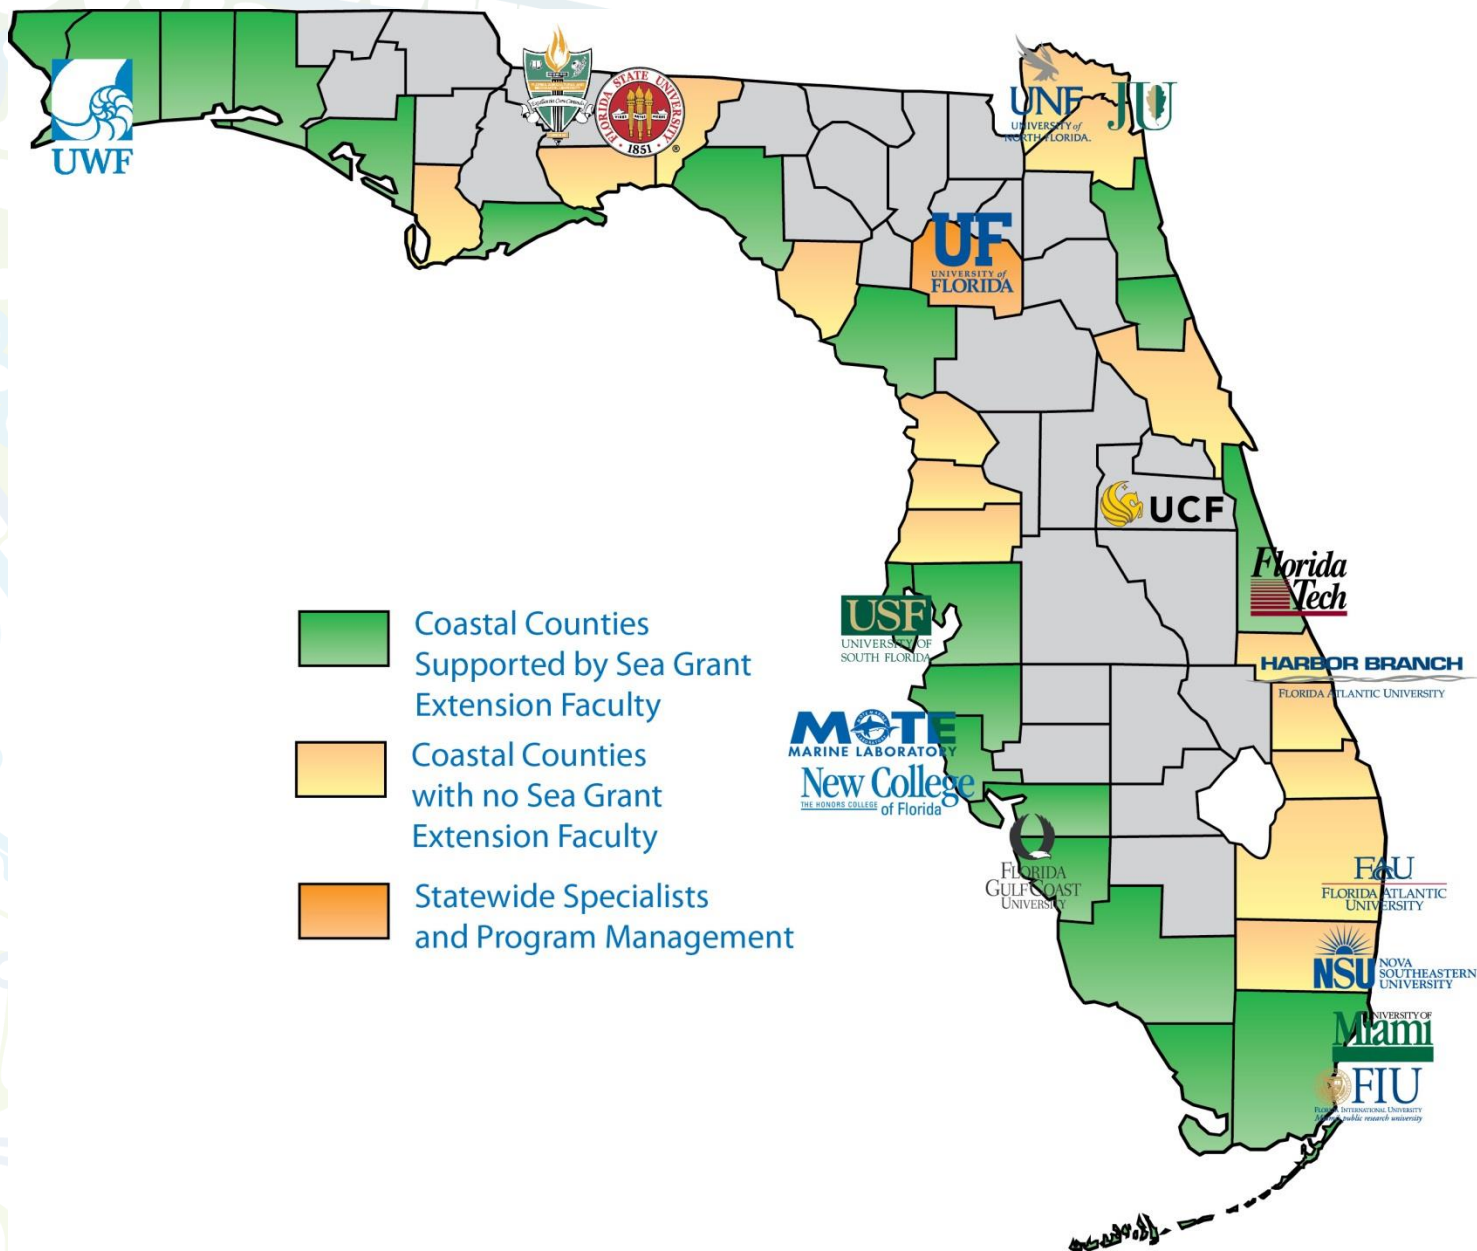 UWF
FLORIDA STATE UNIVERSITY
1851
®
UNF
UNIVERSITY of
NORTH FLORIDA.
JU
UF
UNIVERSITY of
FLORIDA
UCF
Florida
Tech
USF
UNIVERSITY OF
SOUTH FLORIDA
HARBOR BRANCH
FLORIDA ATLANTIC UNIVERSITY
MOTE
MARINE LABORATORY
New College
THE HONORS COLLEGE of Florida
FLORIDA
GULF COAST
UNIVERSITY
FAU
FLORIDA ATLANTIC
UNIVERSITY
NSU
NOVA
SOUTHEASTERN
UNIVERSITY
UNIVERSITY OF
Miami
FIU
FLORIDA INTERNATIONAL UNIVERSITY
Miami's public research university
Coastal Counties
Supported by Sea Grant
Extension Faculty
Coastal Counties
with no Sea Grant
Extension Faculty
Statewide Specialists
and Program Management